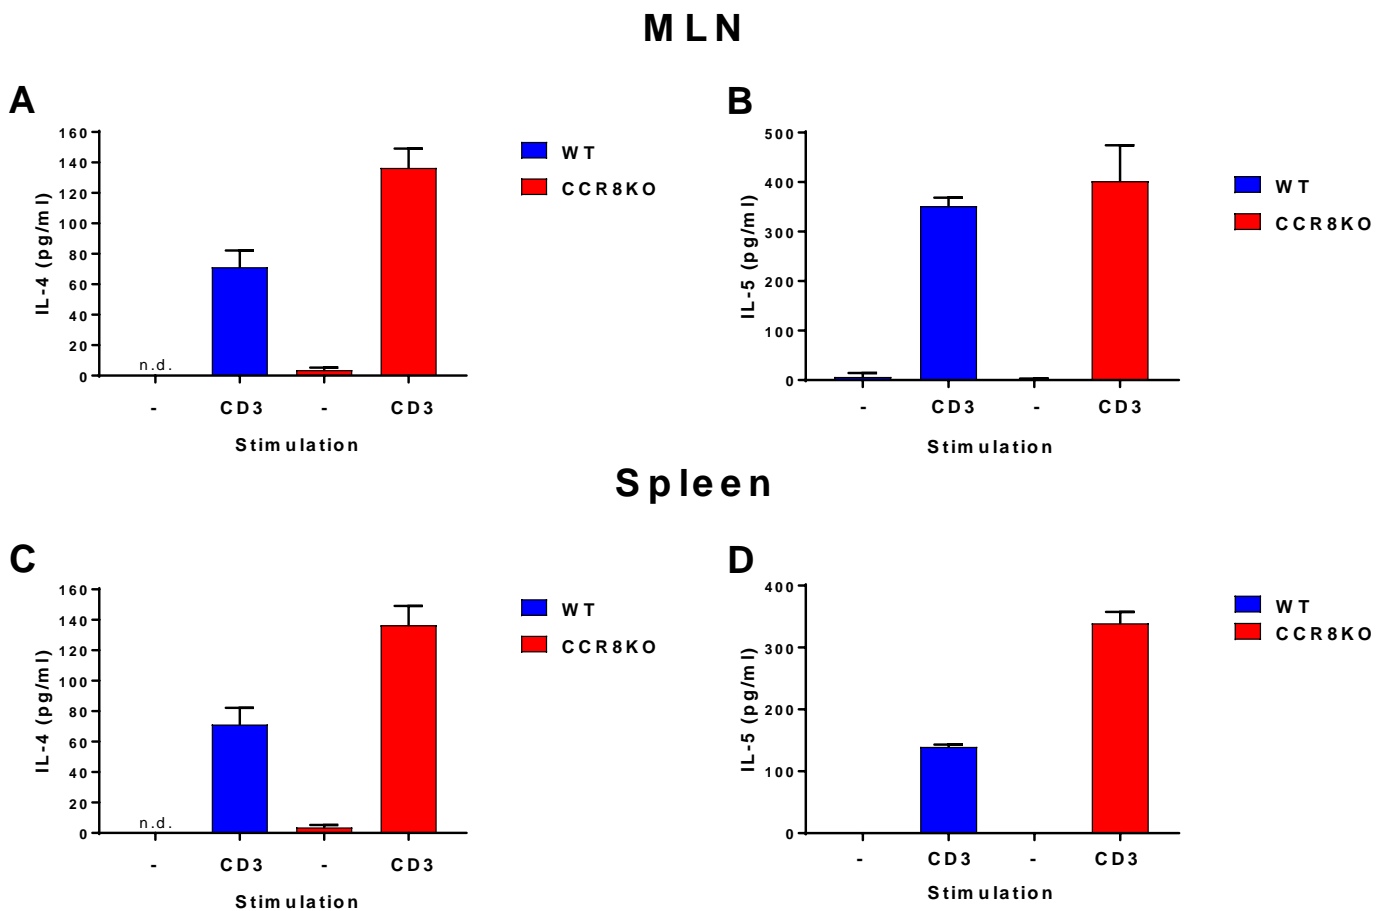 MLN
A
B
160
140
120
100
80
60
40
20
0
IL-4 (pg/ml)
n.d.
- CD3 - CD3
Stimulation
WT
CCR8KO
500
400
300
200
100
0
IL-5 (pg/ml)
- CD3 - CD3
Stimulation
WT
CCR8KO
Spleen
C
D
160
140
120
100
80
60
40
20
0
IL-4 (pg/ml)
n.d.
- CD3 - CD3
Stimulation
WT
CCR8KO
400
300
200
100
0
IL-5 (pg/ml)
- CD3 - CD3
Stimulation
WT
CCR8KO